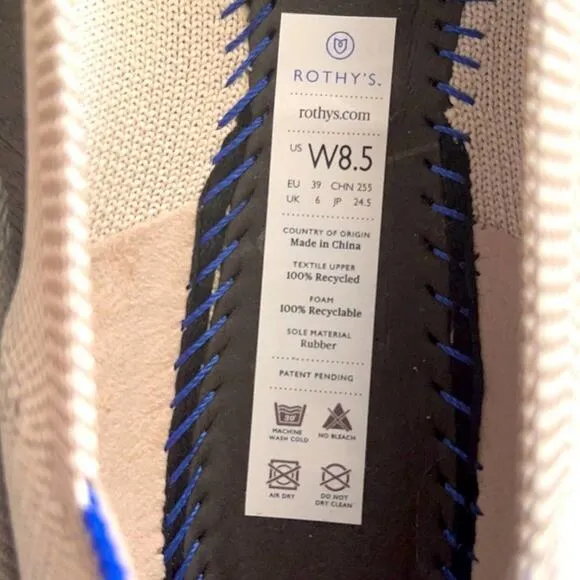 ROTHY'S™
rothys.com
US W8.5
EU 39 CHN 255
UK 6 JP 24.5
COUNTRY OF ORIGIN
Made in China
TEXTILE UPPER
100% Recycled
FOAM
100% Recyclable
SOLE MATERIAL
Rubber
PATENT PENDING
30°
MACHINE WASH COLD
NO BLEACH
AIR DRY
DO NOT DRY CLEAN